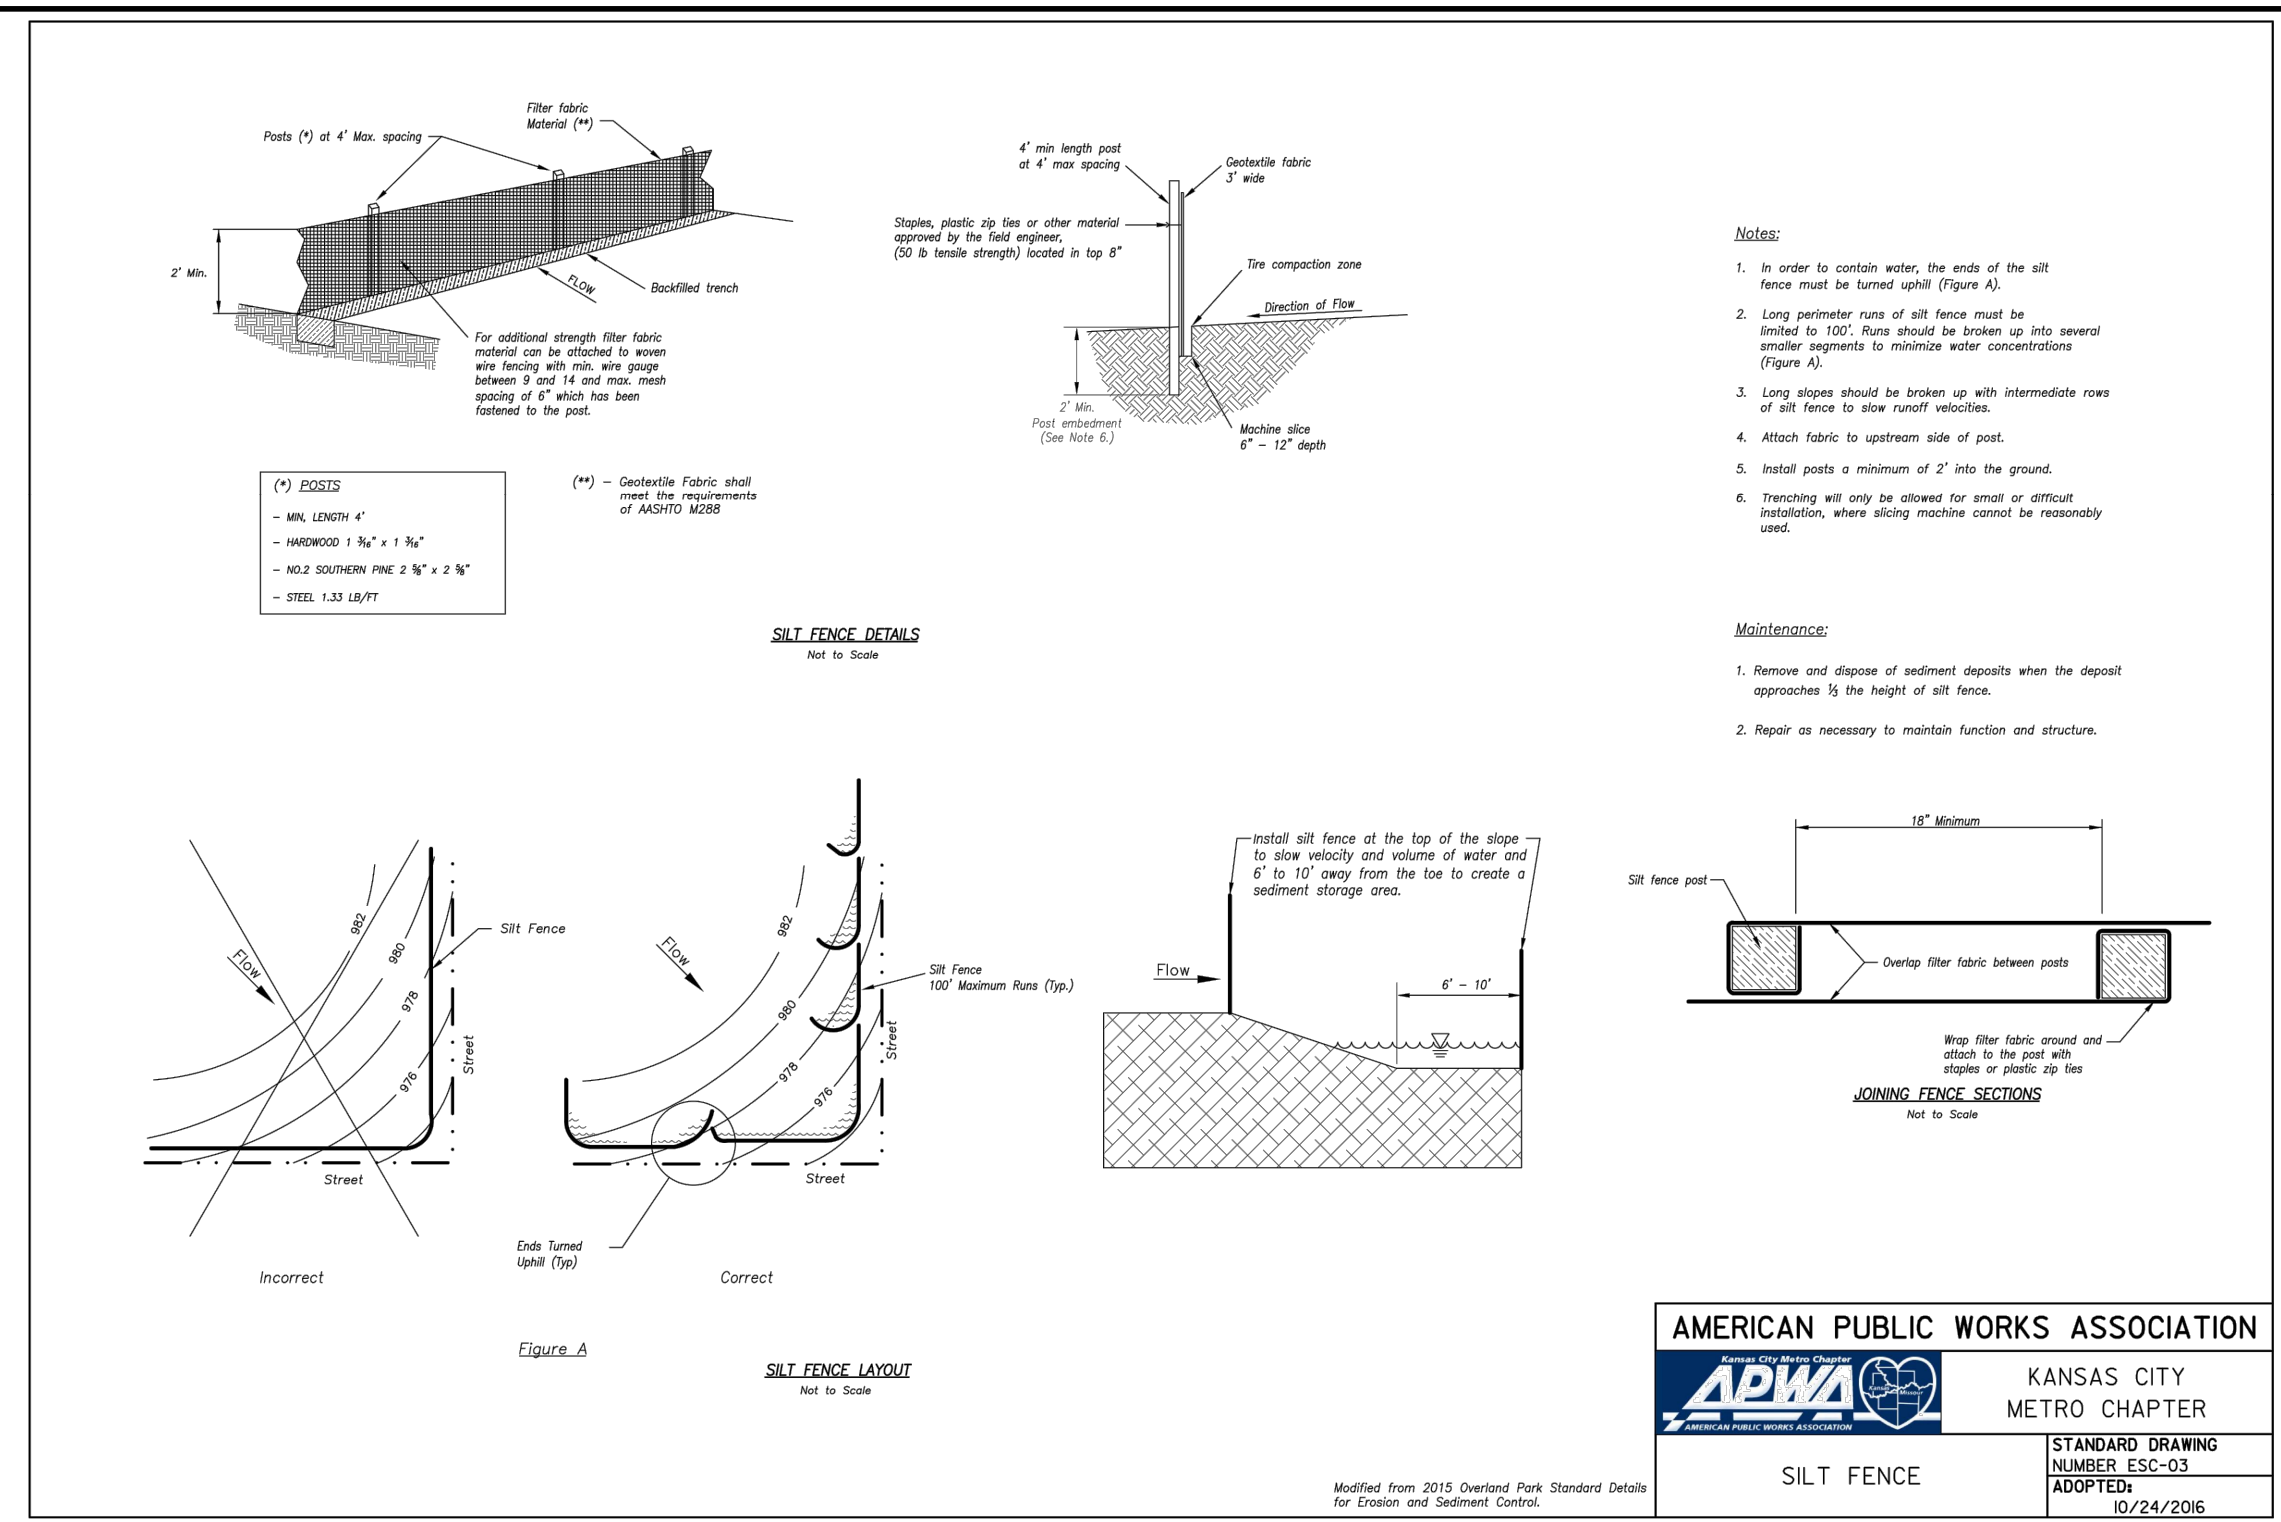 Filter fabric
Material (**)
Posts (*) at 4' Max. spacing
2' Min.
FLOW
Backfilled trench
For additional strength filter fabric
material can be attached to woven
wire fencing with min. wire gauge
between 9 and 14 and max. mesh
spacing of 6" which has been
fastened to the post.
(*) POSTS
– MIN, LENGTH 4'
– HARDWOOD 1 3/16" x 1 3/16"
– NO.2 SOUTHERN PINE 2 5/8" x 2 5/8"
– STEEL 1.33 LB/FT
(**) – Geotextile Fabric shall
meet the requirements
of AASHTO M288
4' min length post
at 4' max spacing
Geotextile fabric
3' wide
Staples, plastic zip ties or other material
approved by the field engineer,
(50 lb tensile strength) located in top 8"
Tire compaction zone
Direction of Flow
2' Min.
Post embedment
(See Note 6.)
Machine slice
6" – 12" depth
SILT FENCE DETAILS
Not to Scale
Notes:
1. In order to contain water, the ends of the silt
fence must be turned uphill (Figure A).
2. Long perimeter runs of silt fence must be
limited to 100'. Runs should be broken up into several
smaller segments to minimize water concentrations
(Figure A).
3. Long slopes should be broken up with intermediate rows
of silt fence to slow runoff velocities.
4. Attach fabric to upstream side of post.
5. Install posts a minimum of 2' into the ground.
6. Trenching will only be allowed for small or difficult
installation, where slicing machine cannot be reasonably
used.
Maintenance:
1. Remove and dispose of sediment deposits when the deposit
approaches 1/3 the height of silt fence.
2. Repair as necessary to maintain function and structure.
982
980
978
976
Flow
Silt Fence
Street
Street
Incorrect
982
980
978
976
Flow
Silt Fence
100' Maximum Runs (Typ.)
Street
Street
Ends Turned
Uphill (Typ)
Correct
Figure A
SILT FENCE LAYOUT
Not to Scale
Install silt fence at the top of the slope
to slow velocity and volume of water and
6' to 10' away from the toe to create a
sediment storage area.
Flow
6' – 10'
18" Minimum
Silt fence post
Overlap filter fabric between posts
Wrap filter fabric around and
attach to the post with
staples or plastic zip ties
JOINING FENCE SECTIONS
Not to Scale
Modified from 2015 Overland Park Standard Details
for Erosion and Sediment Control.
AMERICAN PUBLIC WORKS ASSOCIATION
Kansas City Metro Chapter
APWA
Kansas
Missouri
AMERICAN PUBLIC WORKS ASSOCIATION
KANSAS CITY
METRO CHAPTER
SILT FENCE
STANDARD DRAWING
NUMBER ESC-03
ADOPTED:
10/24/2016